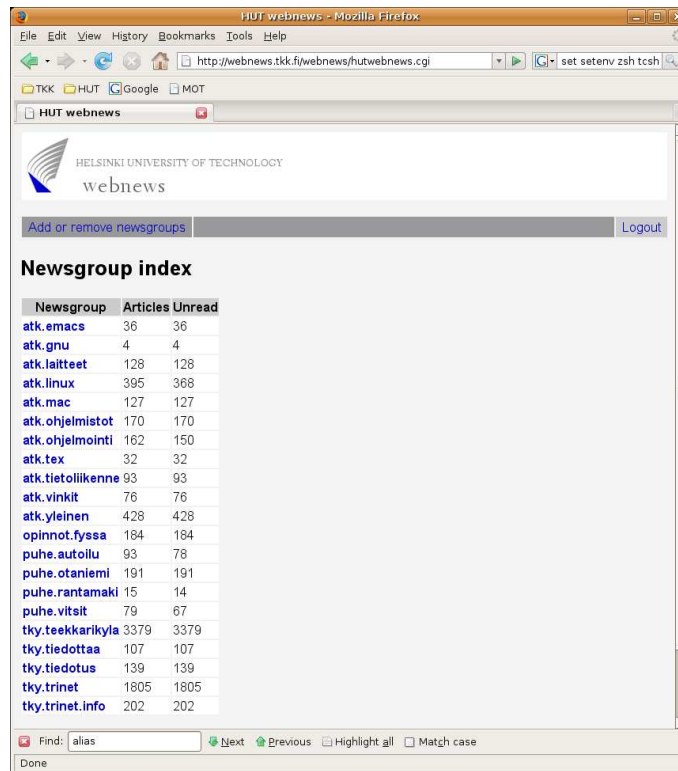 HUT webnews - Mozilla Firefox
File Edit View History Bookmarks Tools Help
http://webnews.tkk.fi/webnews/hutwebnews.cgi G set setenv zsh tcsh
TKK HUT G Google MOT
HUT webnews
HELSINKI UNIVERSITY OF TECHNOLOGY
webnews
Add or remove newsgroups Logout
Newsgroup index
Newsgroup Articles Unread
atk.emacs 36 36
atk.gnu 4 4
atk.laitteet 128 128
atk.linux 395 368
atk.mac 127 127
atk.ohjelmistot 170 170
atk.ohjelmointi 162 150
atk.tex 32 32
atk.tietoliikenne 93 93
atk.vinkit 76 76
atk.yleinen 428 428
opinnot.fyssa 184 184
puhe.autoilu 93 78
puhe.otaniemi 191 191
puhe.rantamaki 15 14
puhe.vitsit 79 67
tky.teekkarikyla 3379 3379
tky.tiedottaa 107 107
tky.tiedotus 139 139
tky.trinet 1805 1805
tky.trinet.info 202 202
Find: alias Next Previous Highlight all Match case
Done